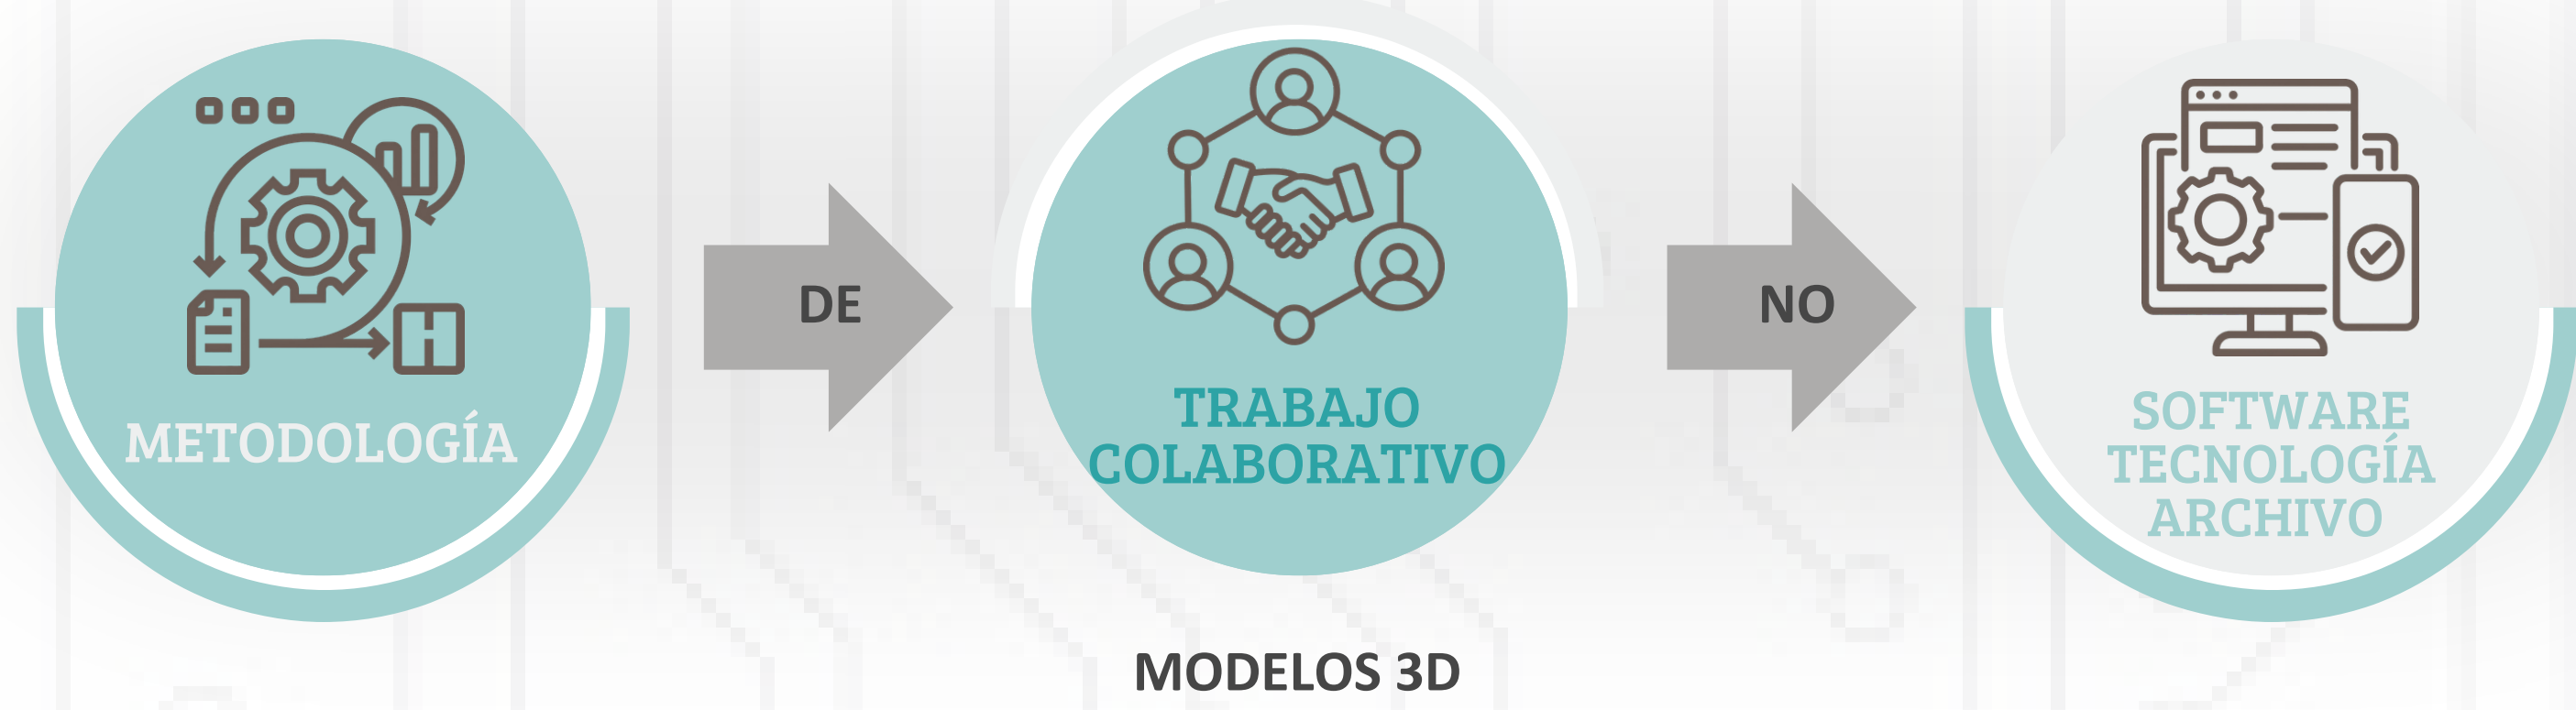 METODOLOGÍA
DE
TRABAJO
COLABORATIVO
NO
SOFTWARE
TECNOLOGÍA
ARCHIVO
MODELOS 3D